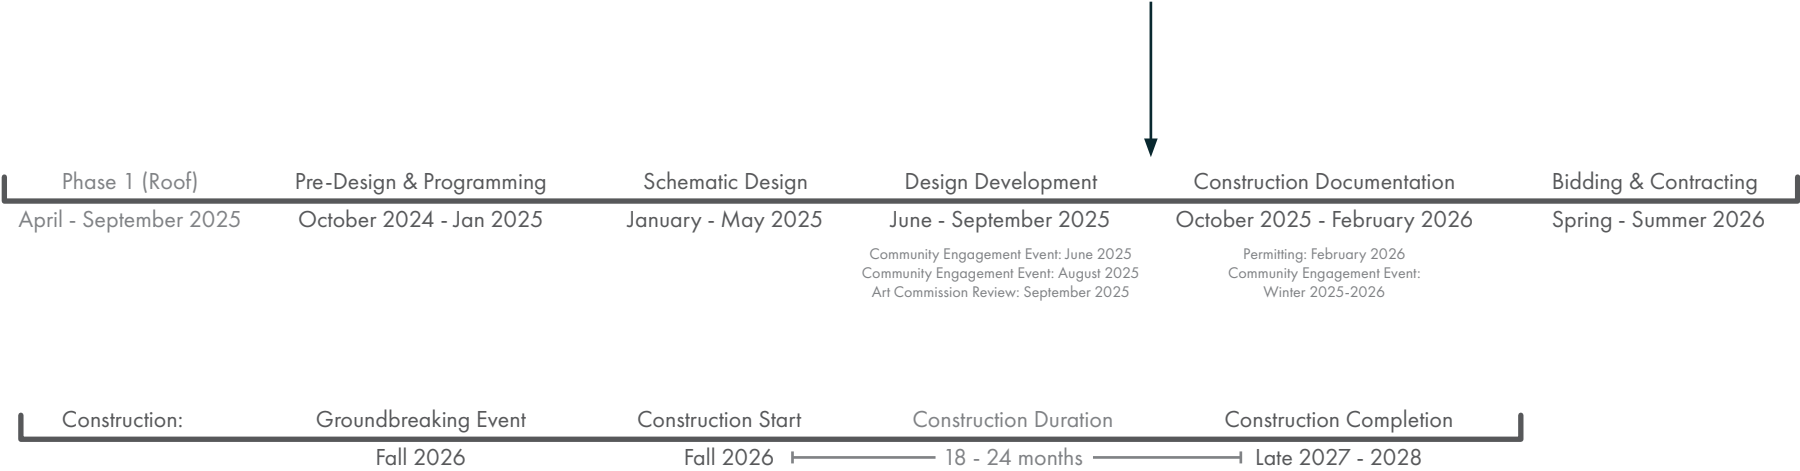 Phase 1 (Roof) Pre-Design & Programming Schematic Design Design Development Construction Documentation Bidding & Contracting
April - September 2025 October 2024 - Jan 2025 January - May 2025 June - September 2025 October 2025 - February 2026 Spring - Summer 2026
Community Engagement Event: June 2025
Community Engagement Event: August 2025
Art Commission Review: September 2025
Permitting: February 2026
Community Engagement Event:
Winter 2025-2026
Construction: Groundbreaking Event Construction Start Construction Duration Construction Completion
Fall 2026 Fall 2026 18 - 24 months Late 2027 - 2028